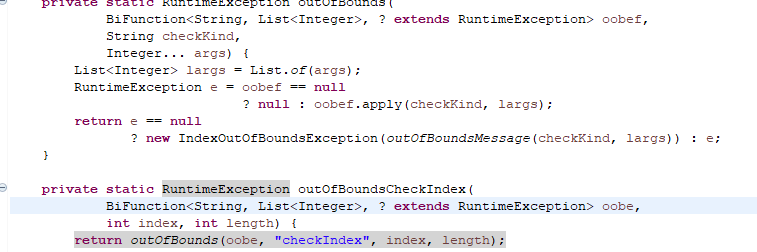 private static RuntimeException outOfBounds(
BiFunction<String, List<Integer>, ? extends RuntimeException> oobef,
String checkKind,
Integer... args) {
List<Integer> largs = List.of(args);
RuntimeException e = oobef == null
? null : oobef.apply(checkKind, largs);
return e == null
? new IndexOutOfBoundsException(outOfBoundsMessage(checkKind, largs)) : e;
}
private static RuntimeException outOfBoundsCheckIndex(
BiFunction<String, List<Integer>, ? extends RuntimeException> oobe,
int index, int length) {
return outOfBounds(oobe, "checkIndex", index, length);